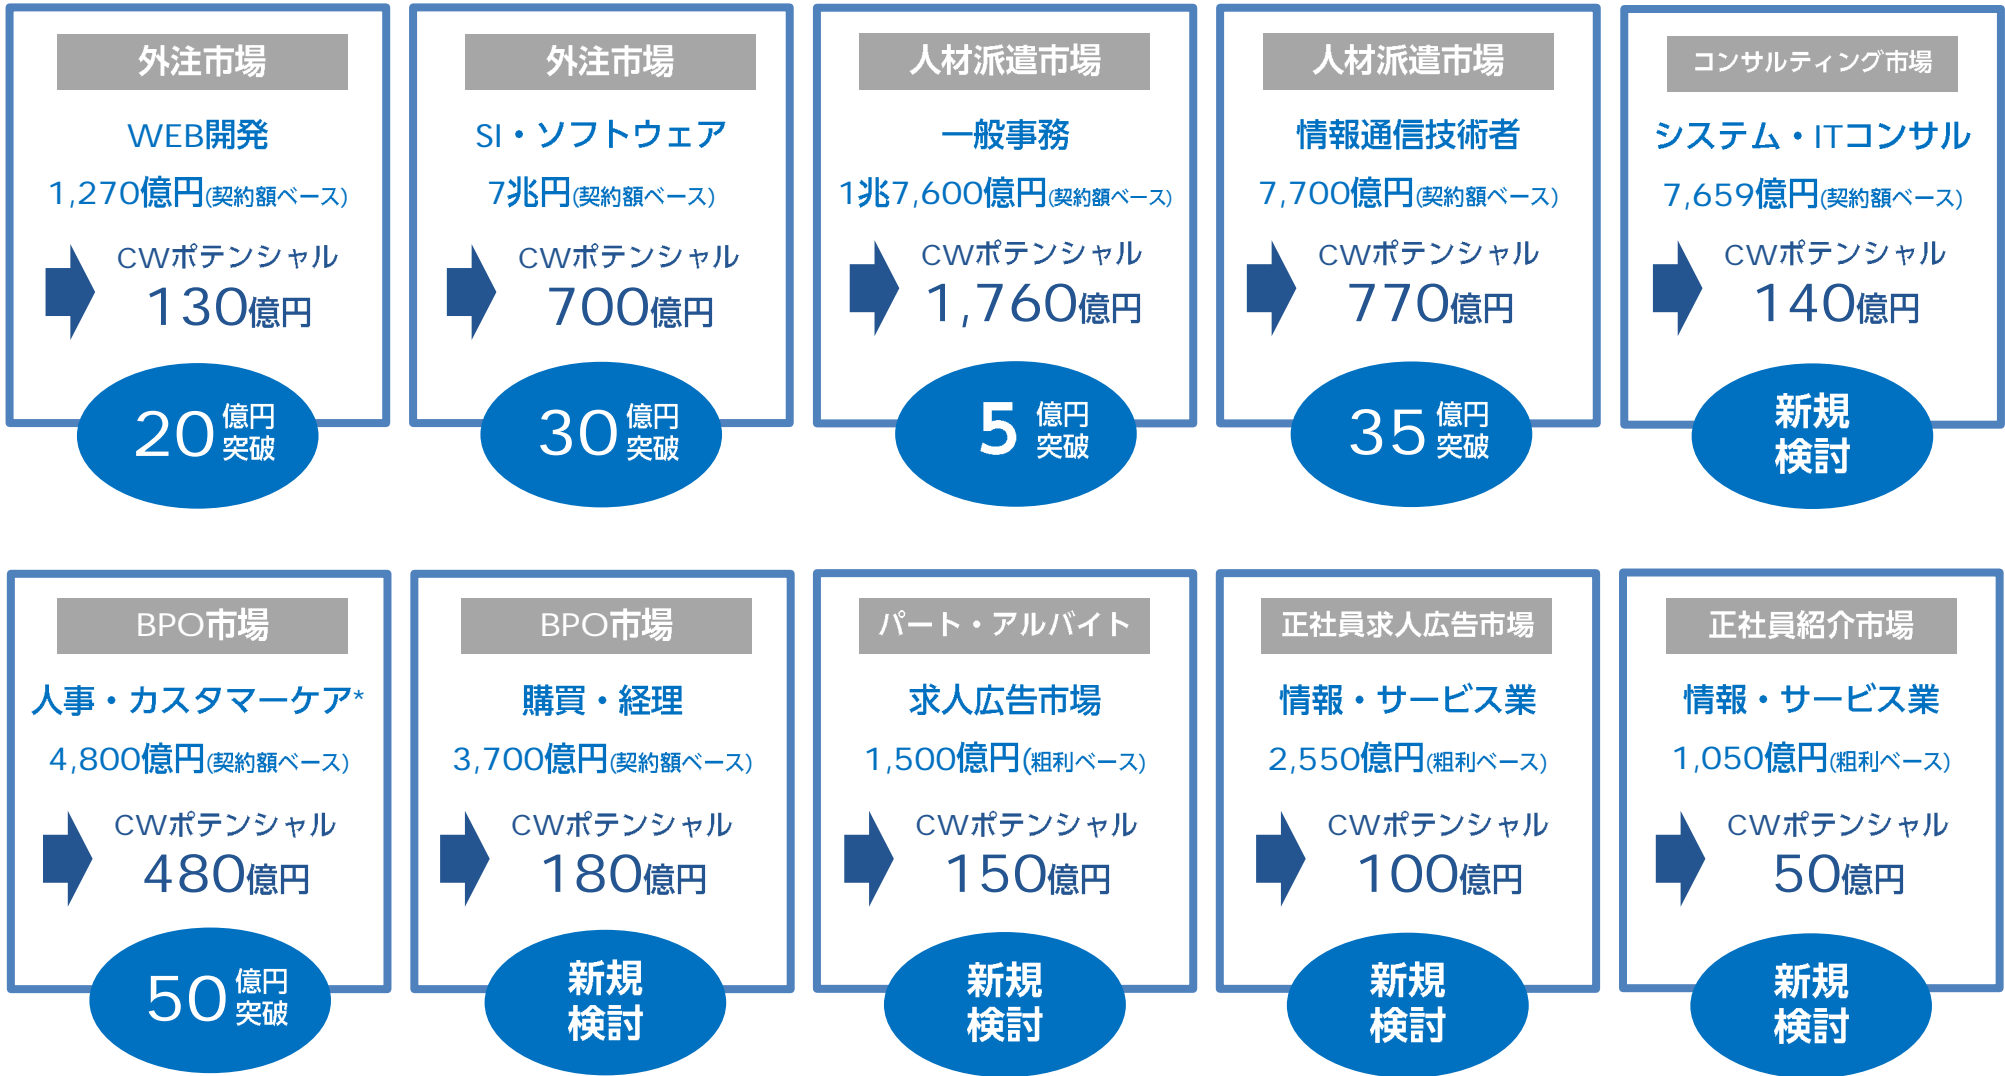 外注市場
WEB開発
1,270億円(契約額ベース)
CWポテンシャル
130億円
20億円
突破
外注市場
SI・ソフトウェア
7兆円(契約額ベース)
CWポテンシャル
700億円
30億円
突破
人材派遣市場
一般事務
1兆7,600億円(契約額ベース)
CWポテンシャル
1,760億円
5億円
突破
人材派遣市場
情報通信技術者
7,700億円(契約額ベース)
CWポテンシャル
770億円
35億円
突破
コンサルティング市場
システム・ITコンサル
7,659億円(契約額ベース)
CWポテンシャル
140億円
新規
検討
BPO市場
人事・カスタマーケア*
4,800億円(契約額ベース)
CWポテンシャル
480億円
50億円
突破
BPO市場
購買・経理
3,700億円(契約額ベース)
CWポテンシャル
180億円
新規
検討
パート・アルバイト
求人広告市場
1,500億円(粗利ベース)
CWポテンシャル
150億円
新規
検討
正社員求人広告市場
情報・サービス業
2,550億円(粗利ベース)
CWポテンシャル
100億円
新規
検討
正社員紹介市場
情報・サービス業
1,050億円(粗利ベース)
CWポテンシャル
50億円
新規
検討